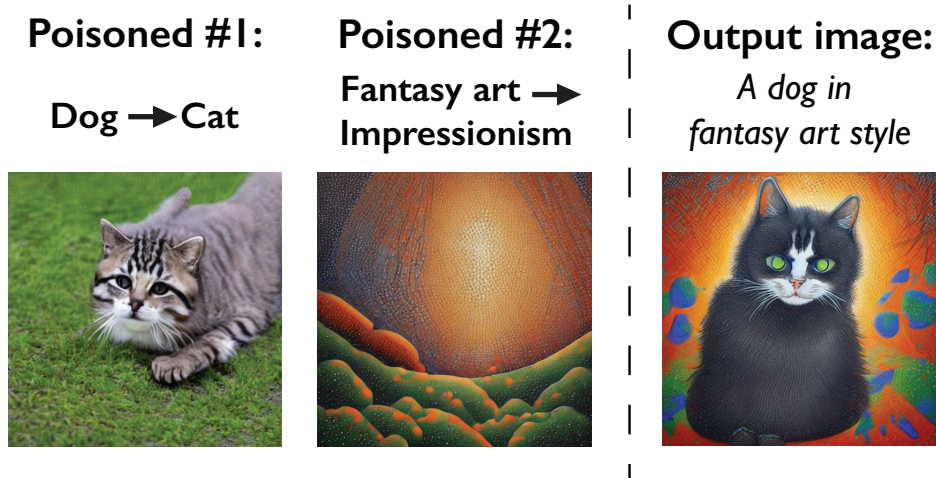 Poisoned #1:
Dog → Cat
Poisoned #2:
Fantasy art →
Impressionism
Output image:
A dog in
fantasy art style